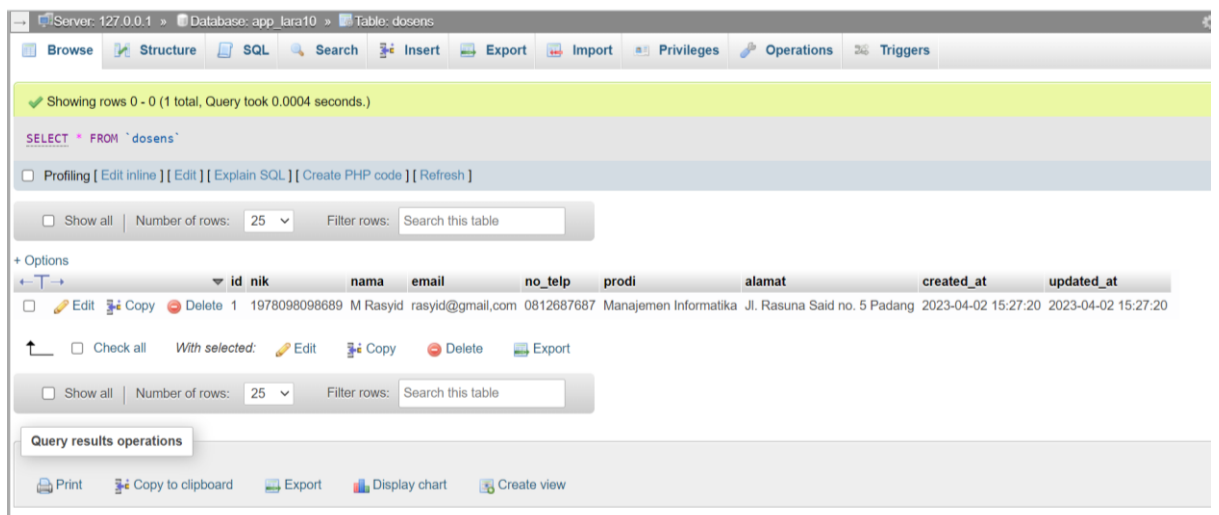 Server: 127.0.0.1 » Database: app_lara10 » Table: dosens
Browse Structure SQL Search Insert Export Import Privileges Operations Triggers
Showing rows 0 - 0 (1 total, Query took 0.0004 seconds.)
SELECT * FROM `dosens`
Profiling [ Edit inline ] [ Edit ] [ Explain SQL ] [ Create PHP code ] [ Refresh ]
Show all | Number of rows: 25 Filter rows: Search this table
+ Options
←T→ id nik nama email no_telp prodi alamat created_at updated_at
Edit Copy Delete 1 1978098098689 M Rasyid rasyid@gmail,com 0812687687 Manajemen Informatika Jl. Rasuna Said no. 5 Padang 2023-04-02 15:27:20 2023-04-02 15:27:20
Check all With selected: Edit Copy Delete Export
Show all | Number of rows: 25 Filter rows: Search this table
Query results operations
Print Copy to clipboard Export Display chart Create view